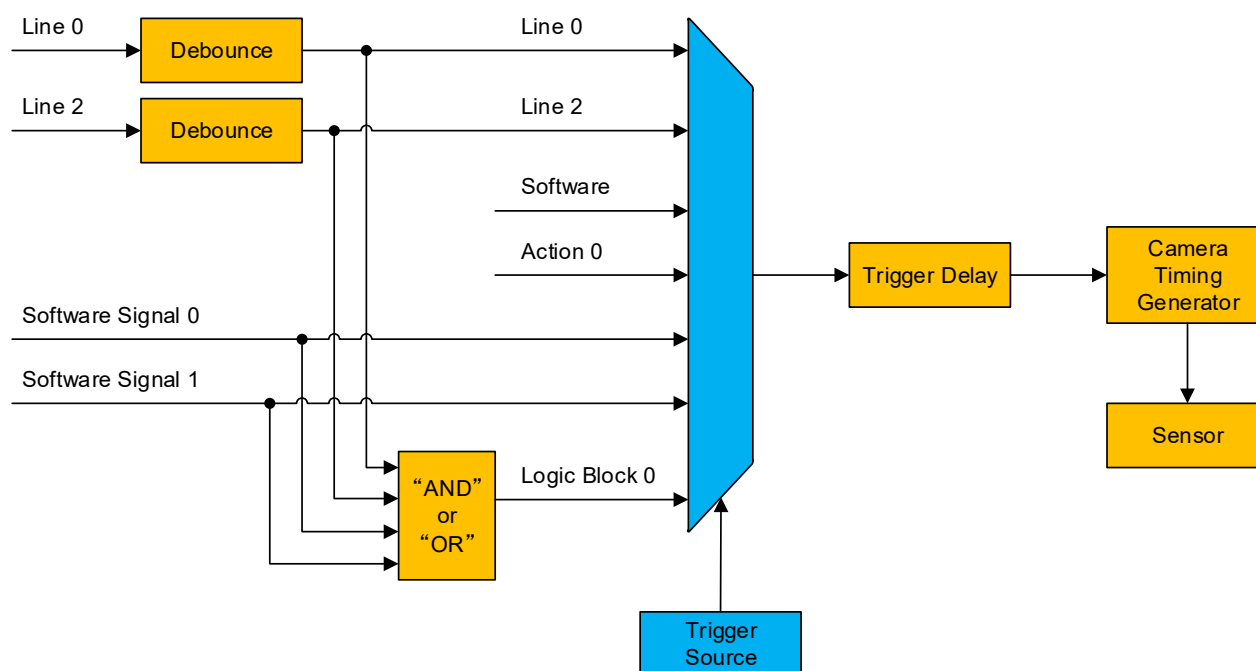 Line 0
Debounce
Line 0
Line 2
Debounce
Line 2
Software
Action 0
Trigger Delay
Camera
Timing
Generator
Software Signal 0
Software Signal 1
Sensor
“AND”
or
“OR”
Logic Block 0
Trigger
Source